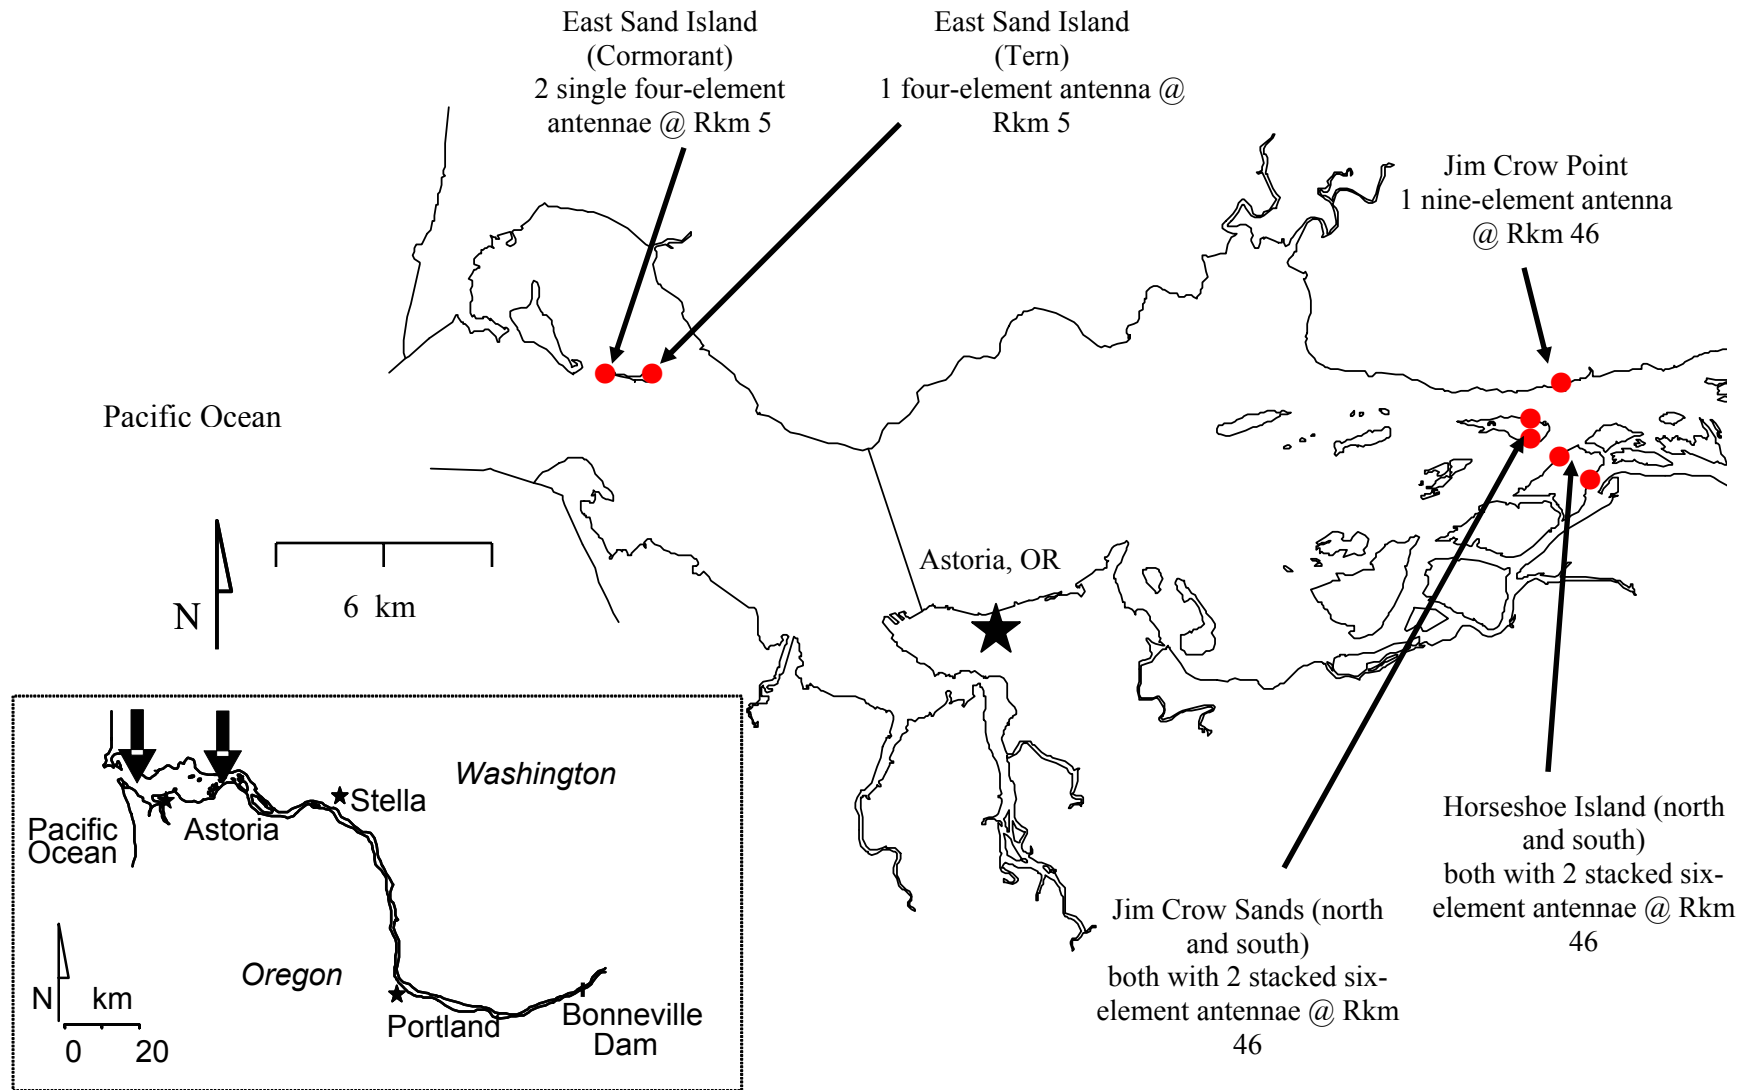 East Sand Island
(Cormorant)
2 single four-element
antennae @ Rkm 5
East Sand Island
(Tern)
1 four-element antenna @
Rkm 5
Jim Crow Point
1 nine-element antenna
@ Rkm 46
Pacific Ocean
Astoria, OR
N
6 km
Horseshoe Island (north
and south)
both with 2 stacked six-
element antennae @ Rkm
46
Jim Crow Sands (north
and south)
both with 2 stacked six-
element antennae @ Rkm
46
Washington
Stella
Pacific
Ocean
Astoria
Oregon
N
km
0 20
Portland
Bonneville
Dam